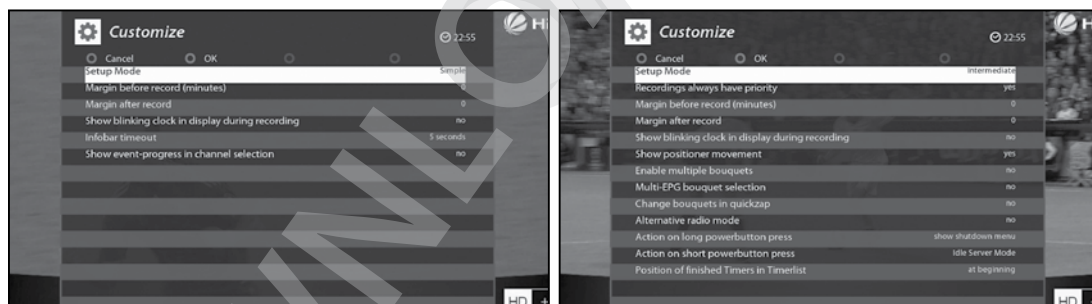 Customize
22:55
Cancel OK
Setup Mode Simple
Margin before record (minutes) 0
Margin after record 0
Show blinking clock in display during recording no
Infobar timeout 5 seconds
Show event-progress in channel selection no
HD +
Customize
22:55
Cancel OK
Setup Mode Intermediate
Recordings always have priority yes
Margin before record (minutes) 0
Margin after record 0
Show blinking clock in display during recording no
Show positioner movement yes
Enable multiple bouquets no
Multi-EPG bouquet selection no
Change bouquets in quickzap no
Alternative radio mode no
Action on long powerbutton press show shutdown menu
Action on short powerbutton press Idle Server Mode
Position of finished Timers in Timerlist at beginning
HD